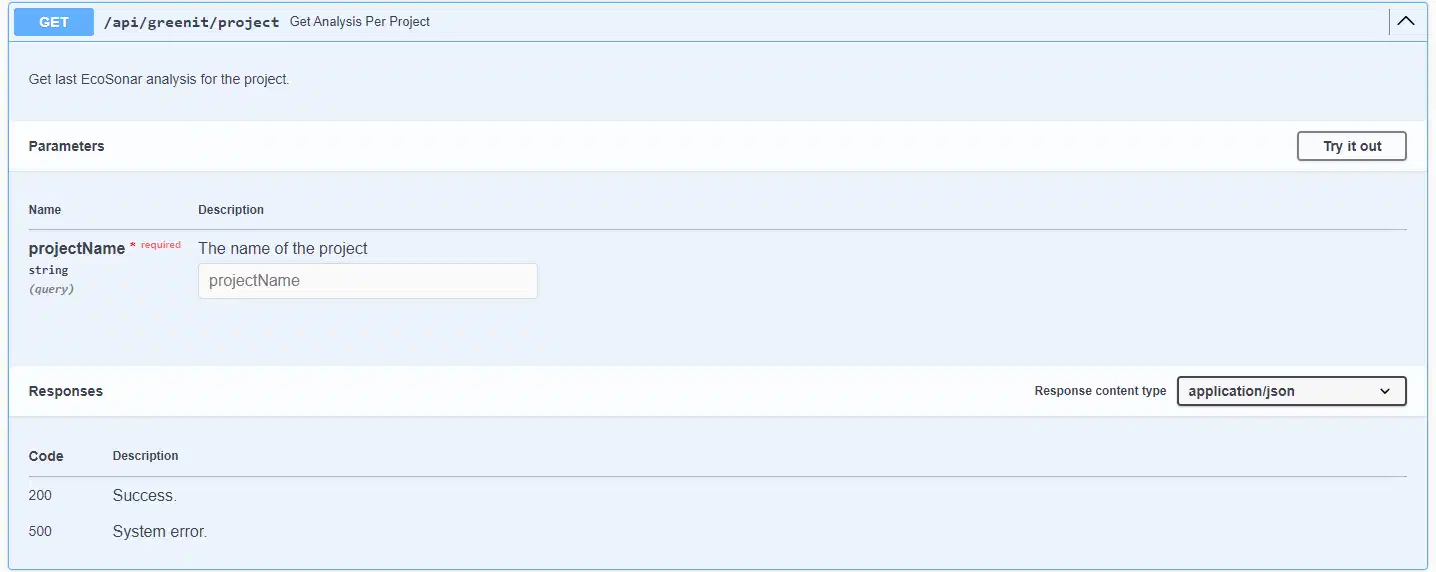 GET /api/greenit/project Get Analysis Per Project
Get last EcoSonar analysis for the project.
Parameters Try it out
Name Description
projectName * required The name of the project
string projectName
(query)
Responses Response content type application/json
Code Description
200 Success.
500 System error.